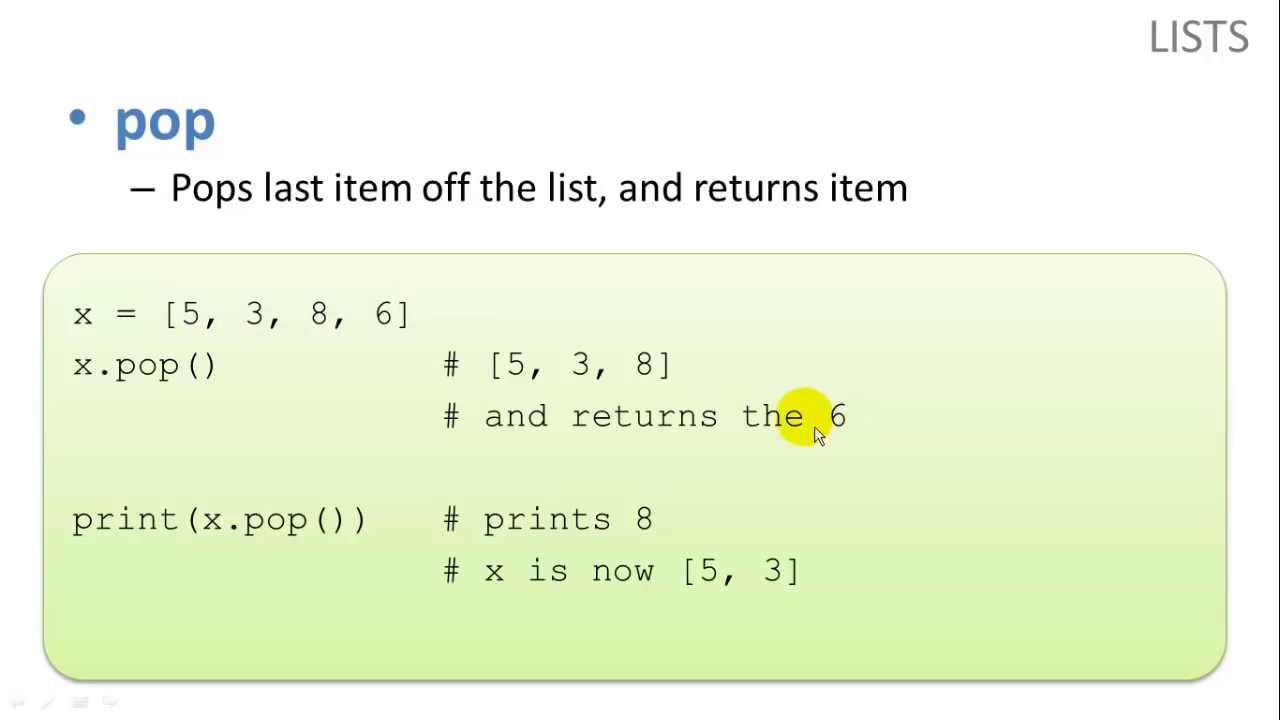 LISTS
• pop
– Pops last item off the list, and returns item
x = [5, 3, 8, 6]
x.pop() # [5, 3, 8]
# and returns the 6
print(x.pop()) # prints 8
# x is now [5, 3]